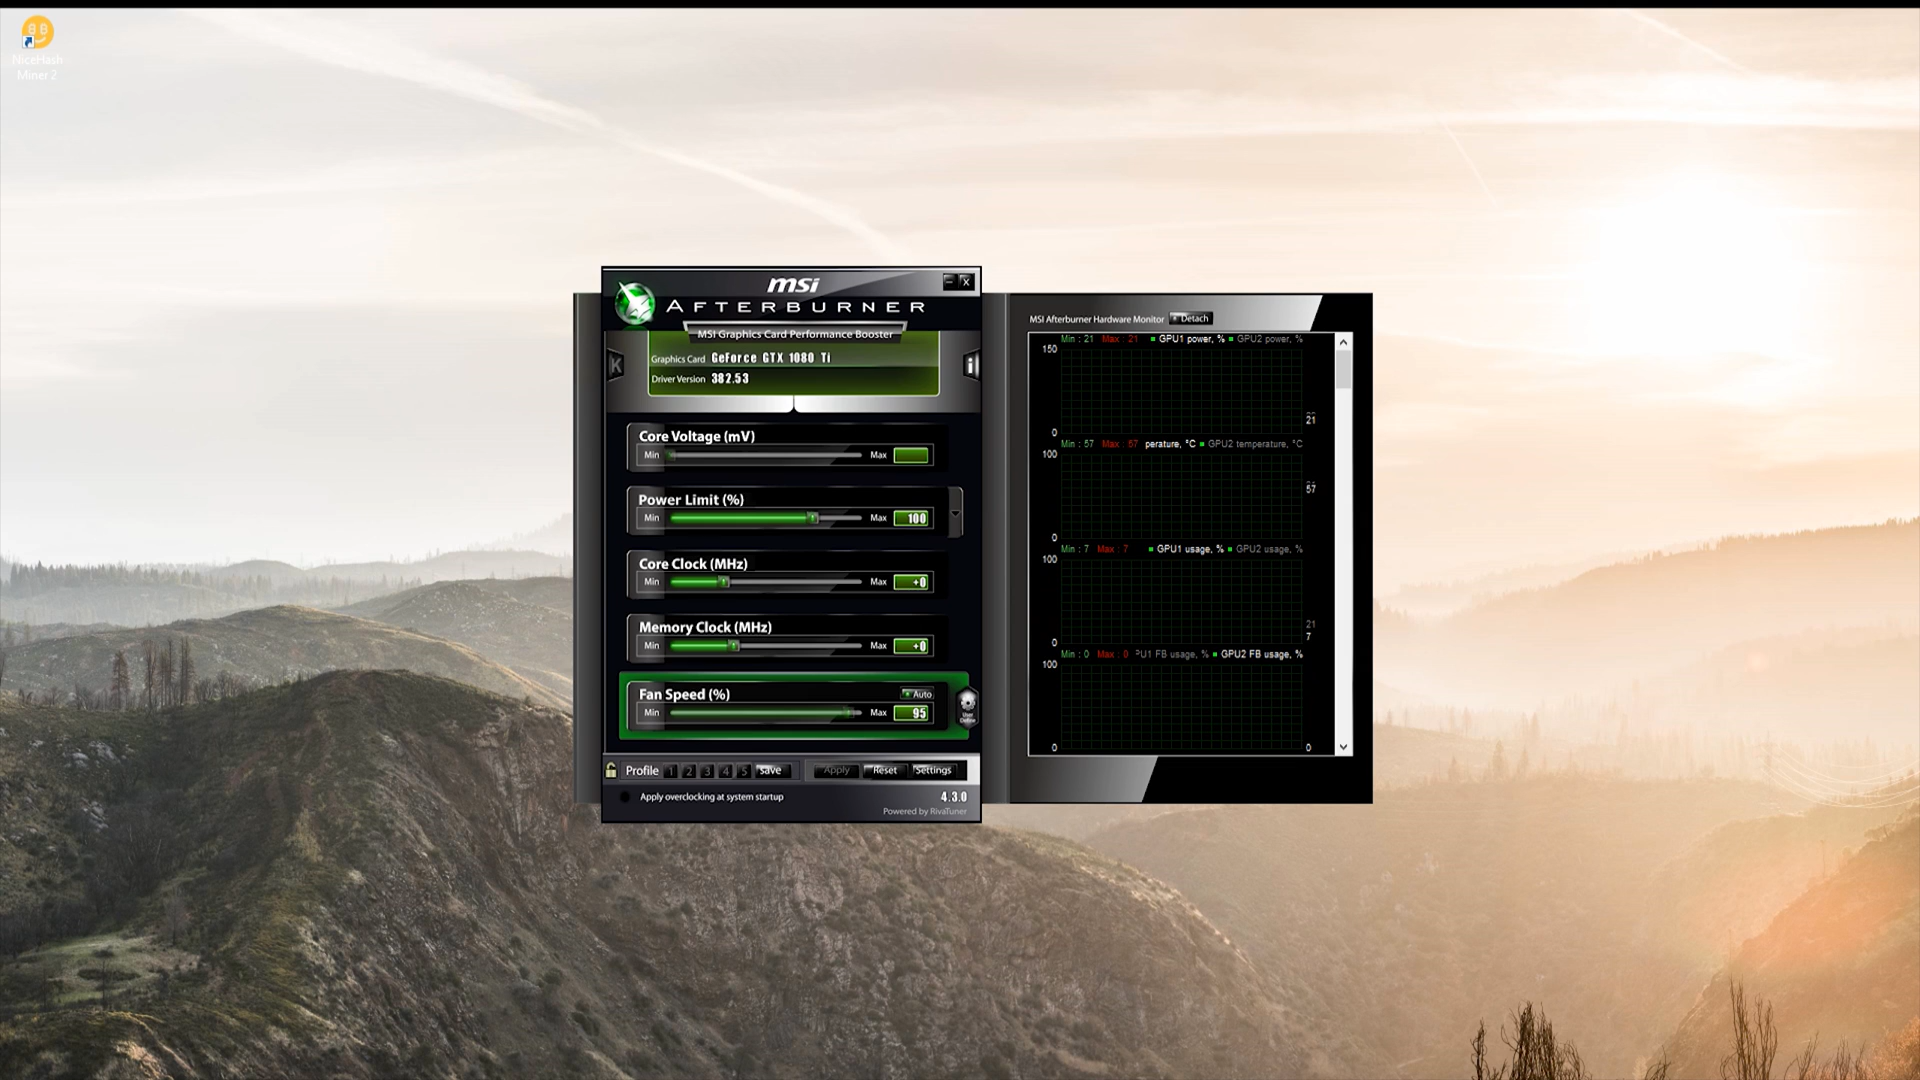 NiceHash
Miner 2
msi
AFTERBURNER
MSI Graphics Card Performance Booster
K
Graphics Card GeForce GTX 1080 Ti
i
Driver Version 382.53
Core Voltage (mV)
Min Max
Power Limit (%)
Min Max 100
Core Clock (MHz)
Min Max +0
Memory Clock (MHz)
Min Max +0
Fan Speed (%) Auto
Min Max 95
User
Define
Profile 1 2 3 4 5 Save Apply Reset Settings
Apply overclocking at system startup 4.3.0
Powered by RivaTuner
MSI Afterburner Hardware Monitor Detach
Min : 21 Max : 21 GPU1 power, % GPU2 power, %
150
21
0
Min : 57 Max : 57 perature, °C GPU2 temperature, °C
100
57
0
Min : 7 Max : 7 GPU1 usage, % GPU2 usage, %
100
21
7
0
Min : 0 Max : 0 PU1 FB usage, % GPU2 FB usage, %
100
0 0